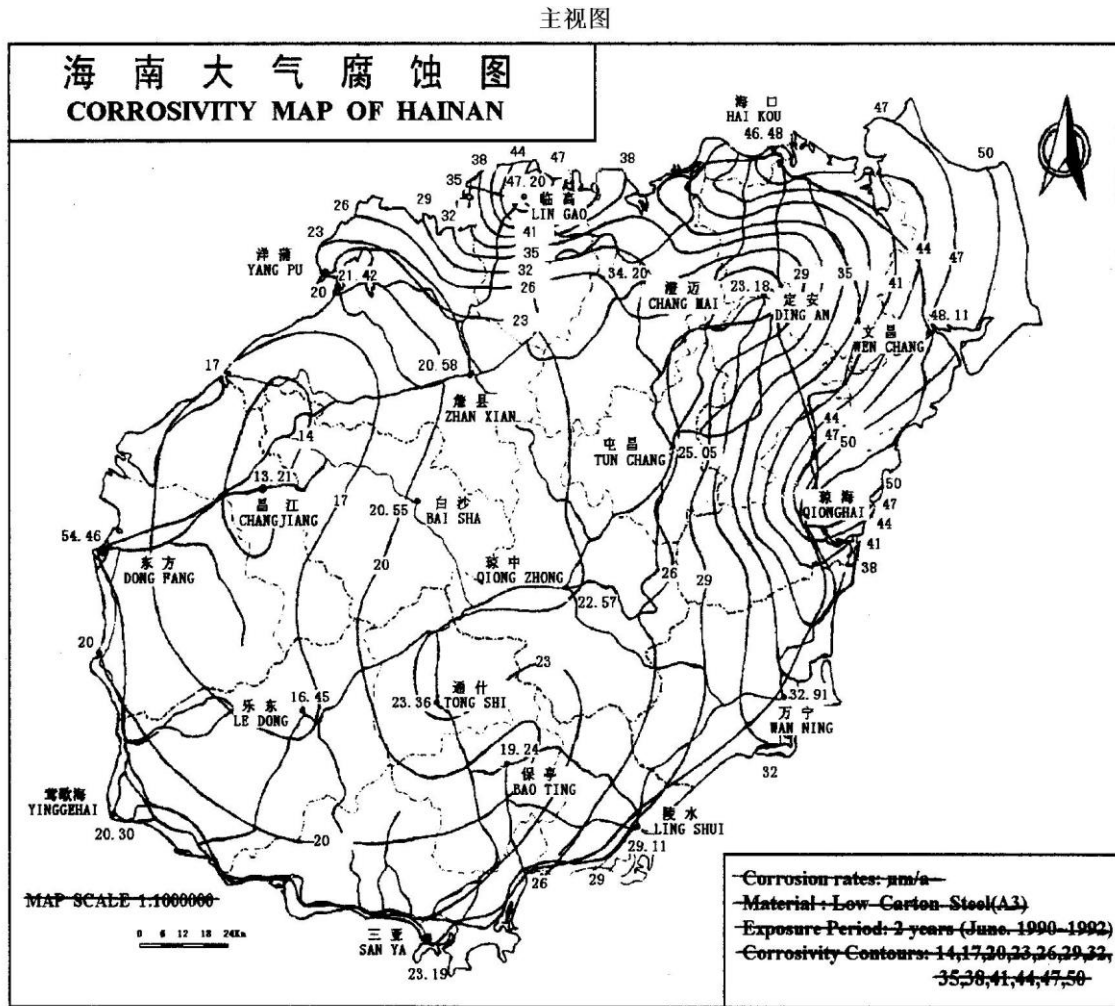 主视图
海南大气腐蚀图
CORROSIVITY MAP OF HAINAN
海口
HAI KOU
46.48
47
50
44
47
38
38
35
47.20
临高
LIN GAO
29
26
32
23
41
35
32
26
洋蒲
YANG PU
21.42
20
34.20
澄迈
CHANG MAI
23.18
29
35
41
44
47
定安
DING AN
23
48.11
文昌
WEN CHANG
17
20.58
儋县
ZHAN XIAN
14
屯昌
TUN CHANG
25.05
44
47
50
13.21
昌江
CHANGJIANG
17
20.55
白沙
BAI SHA
琼海
QIONGHAI
50
47
44
41
38
54.46
东方
DONG FANG
20
琼中
QIONG ZHONG
22.57
26
29
20
23
乐东
LE DONG
16.45
23.36
通什
TONG SHI
32.91
万宁
WAN NING
32
19.24
保亭
BAO TING
莺歌海
YINGGEHAI
20.30
20
陵水
LING SHUI
29.11
26
29
MAP SCALE 1:1000000
0 6 12 18 24Km
三亚
SAN YA
23.19
Corrosion rates: μm/a
Material : Low Carton Steel(A3)
Exposure Period: 2 years (June. 1990-1992)
Corrosivity Contours: 14,17,20,23,26,29,32,
35,38,41,44,47,50